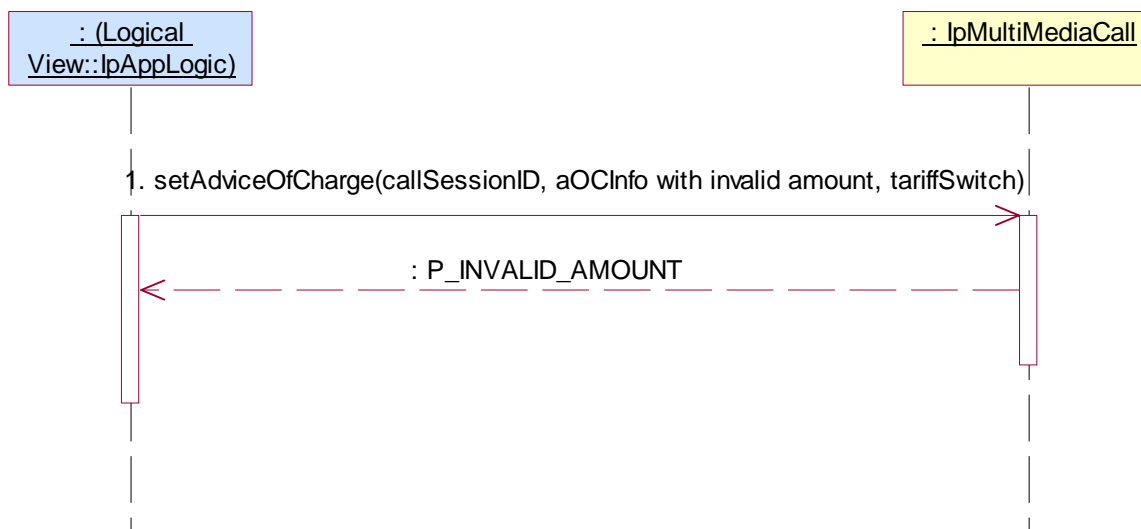 : (Logical
View::IpAppLogic)
: IpMultiMediaCall
1. setAdviceOfCharge(callSessionID, aOCInfo with invalid amount, tariffSwitch)
: P_INVALID_AMOUNT